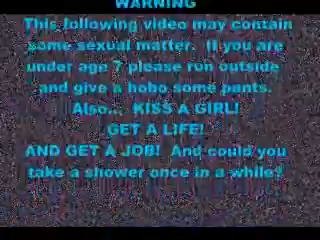 WARNING
This following video may contain
some sexual matter. If you are
under age 7 please run outside
and give a hobo some pants.
Also... KISS A GIRL!
GET A LIFE!
AND GET A JOB! And could you
take a shower once in a while?